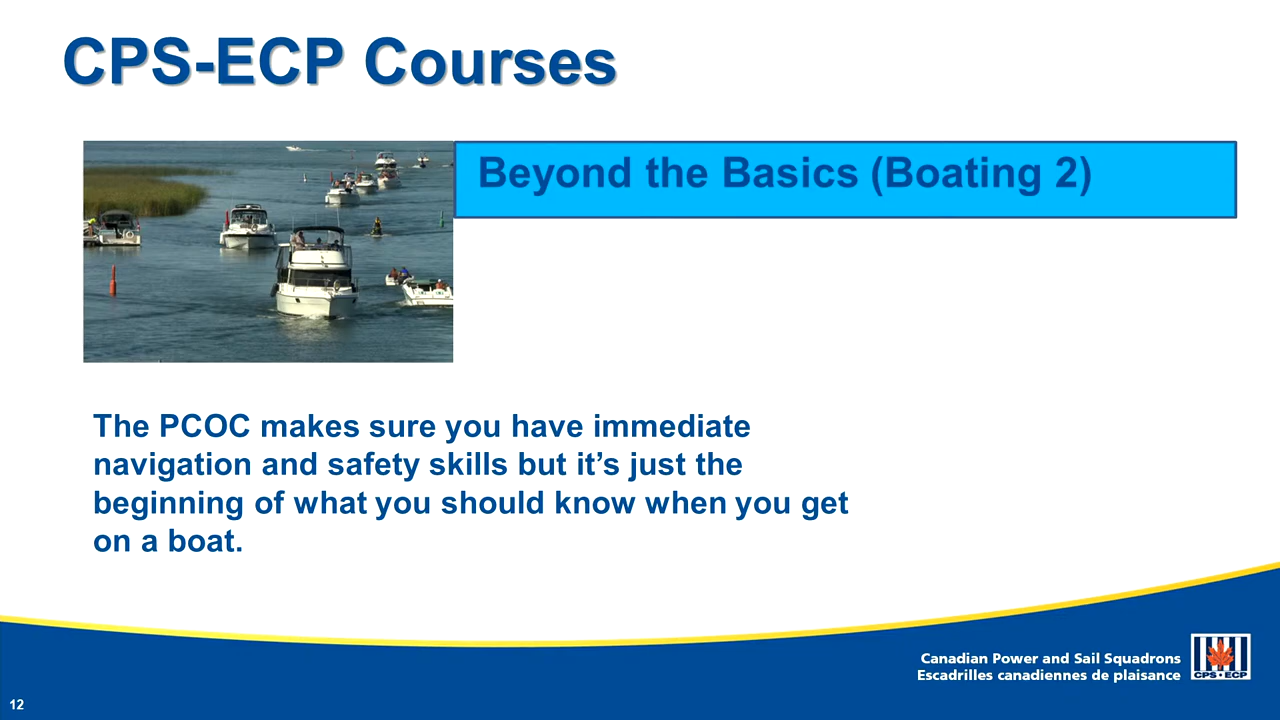 CPS-ECP Courses
Beyond the Basics (Boating 2)
The PCOC makes sure you have immediate
navigation and safety skills but it’s just the
beginning of what you should know when you get
on a boat.
Canadian Power and Sail Squadrons
Escadrilles canadiennes de plaisance
CPS • ECP
12